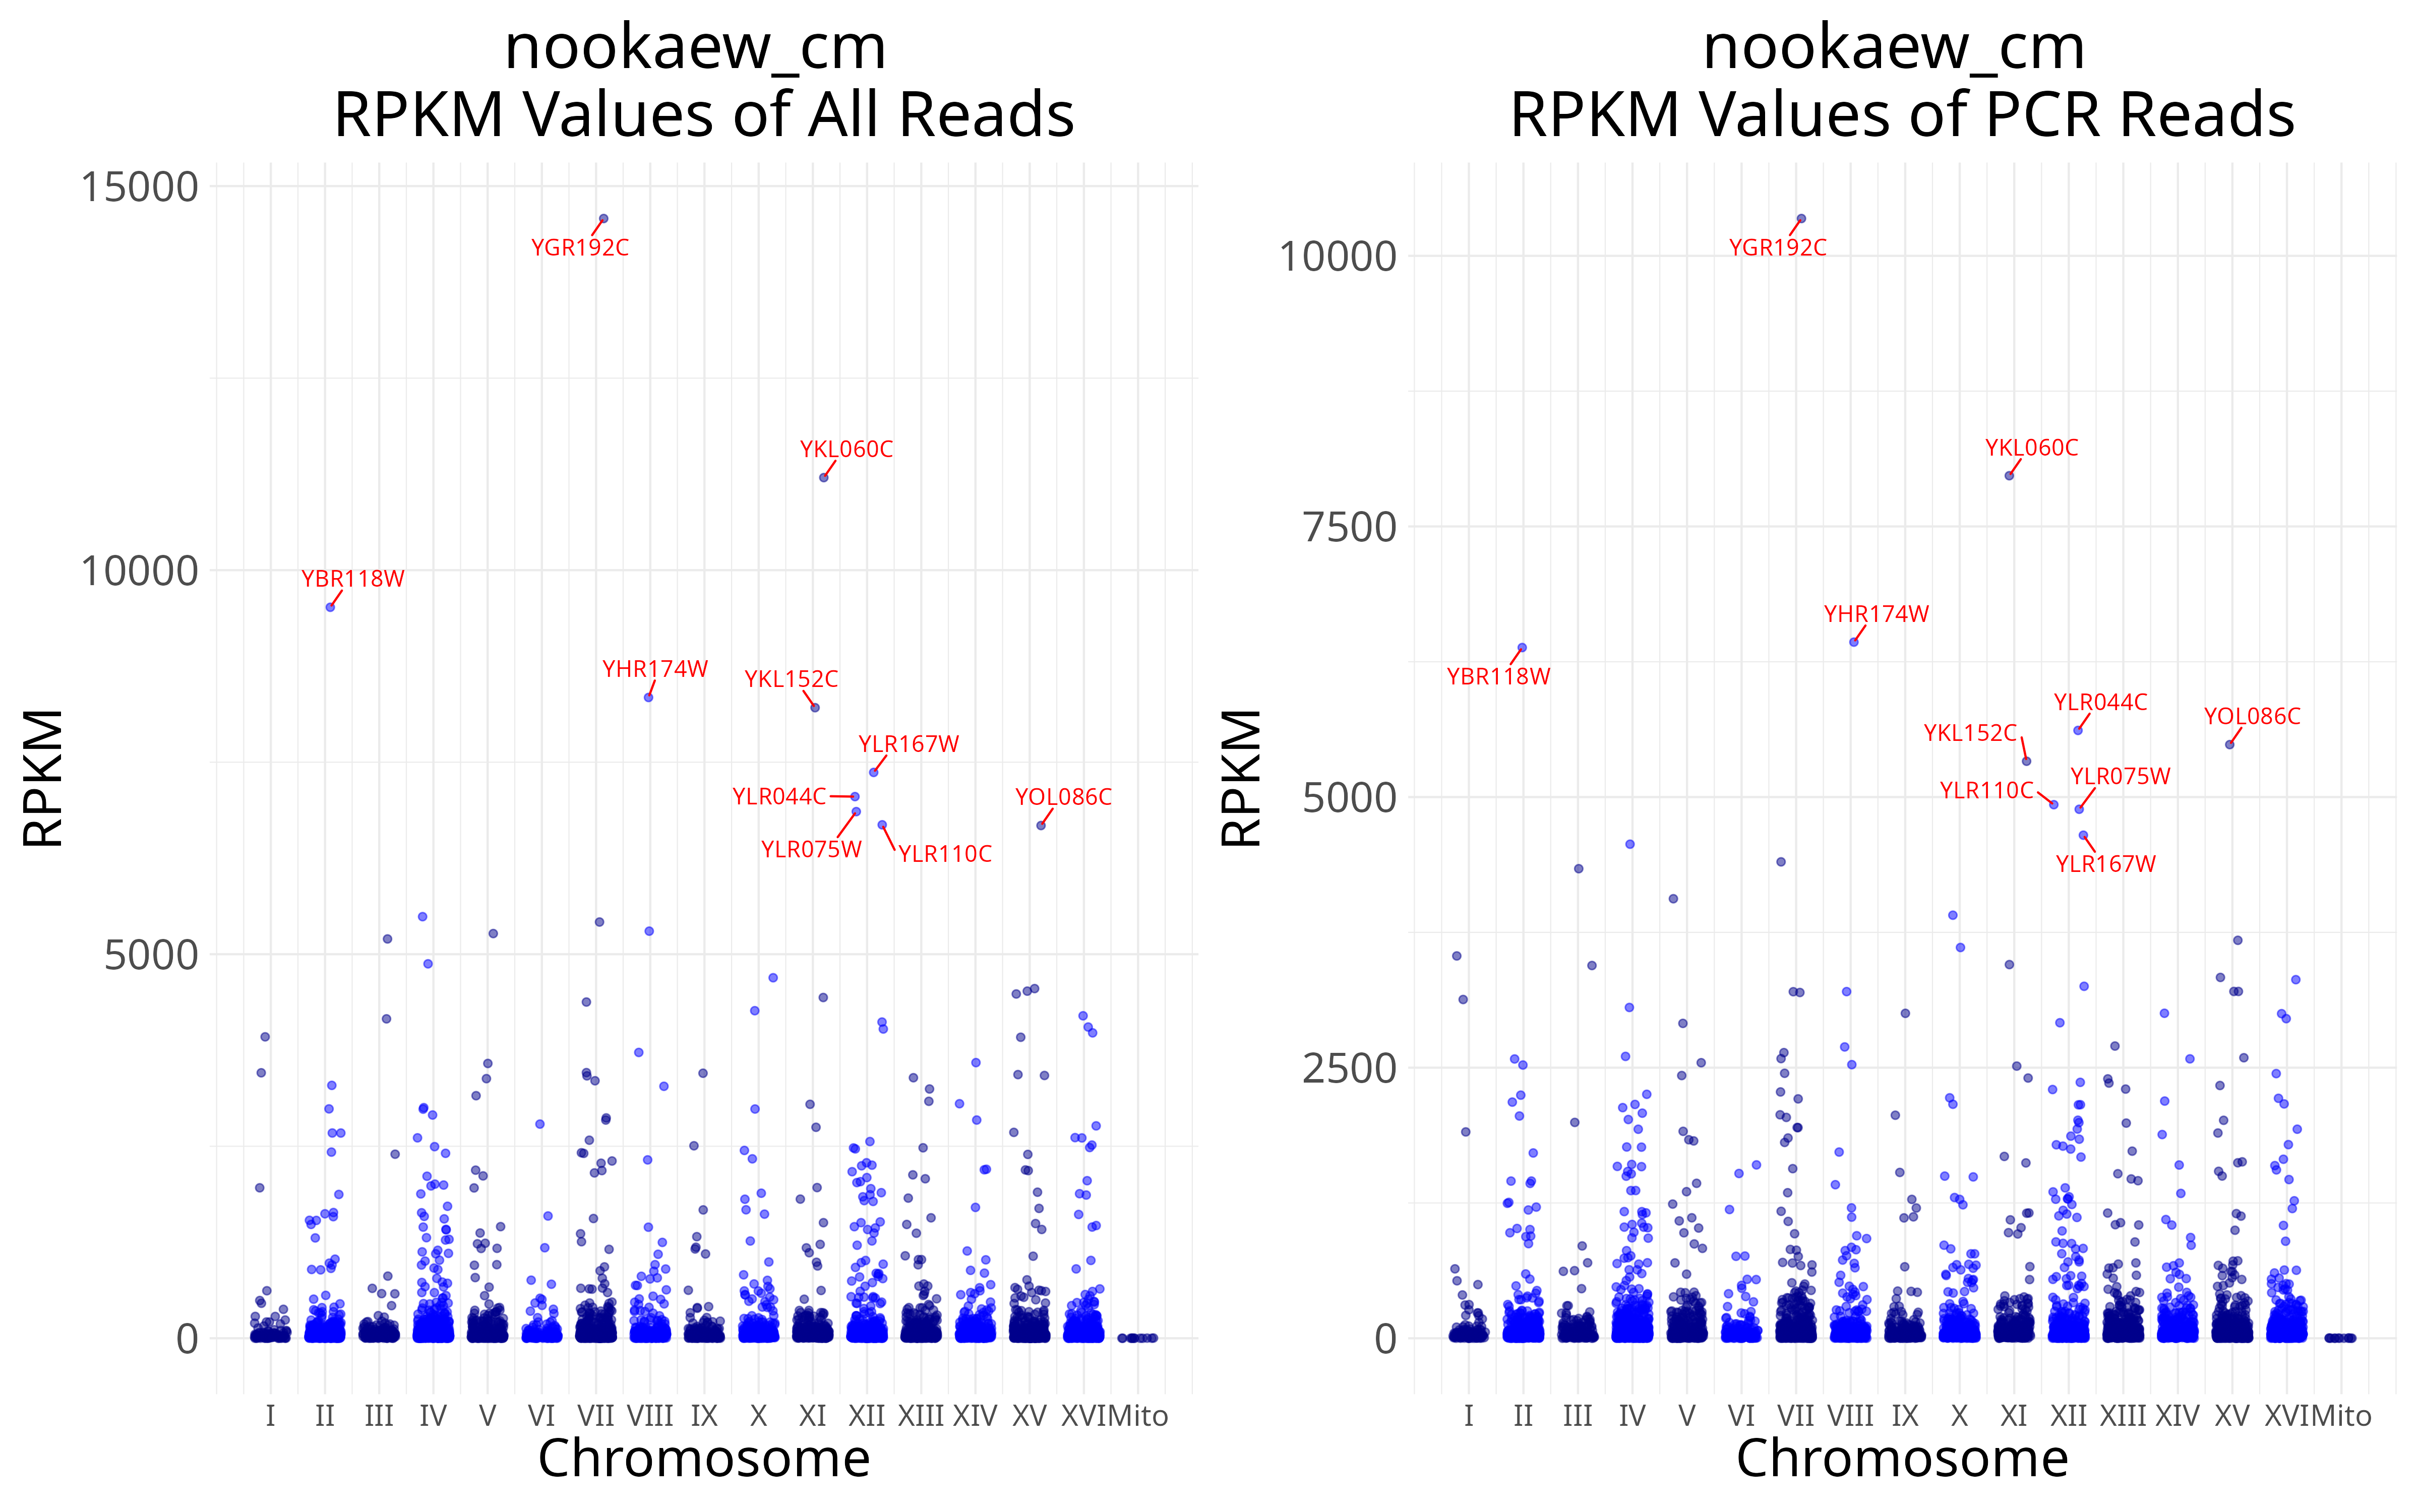 nookaew_cm
RPKM Values of All Reads
15000
10000
5000
0
RPKM
YGR192C
YKL060C
YBR118W
YHR174W
YKL152C
YLR167W
YLR044C
YOL086C
YLR075W
YLR110C
I II III IV V VI VII VIII IX X XI XII XIII XIV XV XVI Mito
Chromosome
nookaew_cm
RPKM Values of PCR Reads
10000
7500
5000
2500
0
RPKM
YGR192C
YKL060C
YHR174W
YBR118W
YLR044C
YOL086C
YKL152C
YLR075W
YLR110C
YLR167W
I II III IV V VI VII VIII IX X XI XII XIII XIV XV XVI Mito
Chromosome